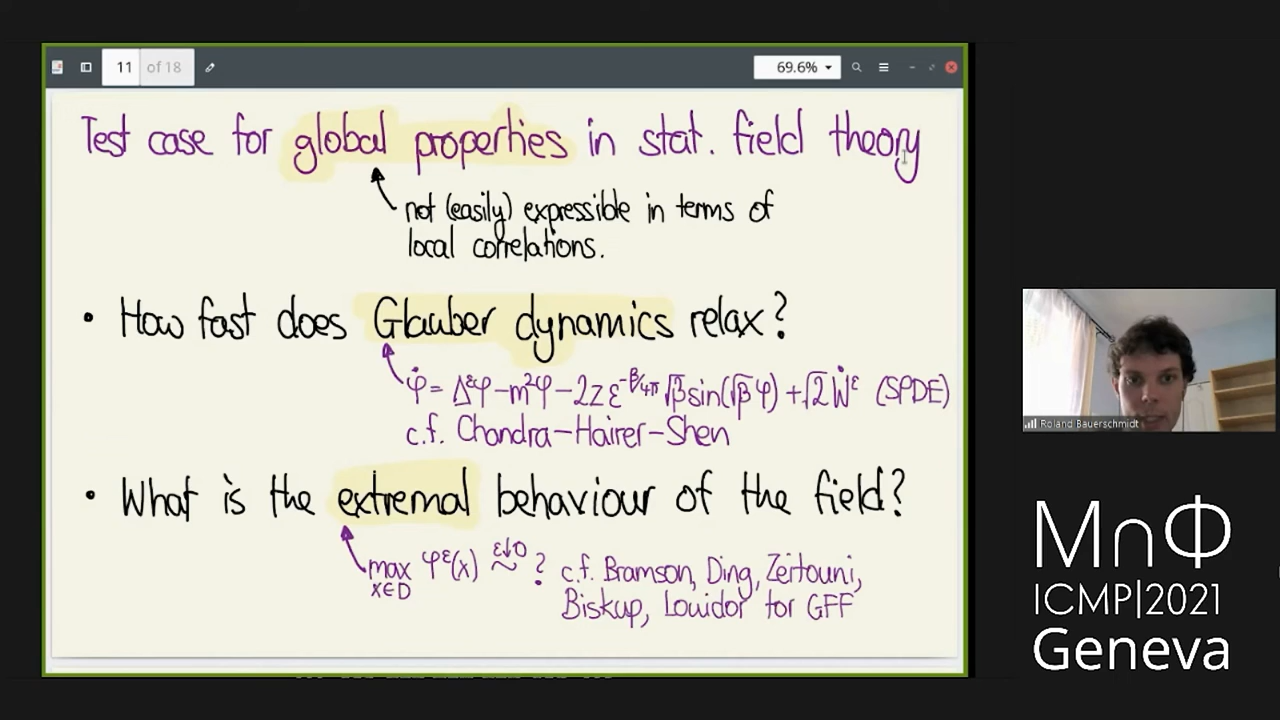 11 of 18
69.6%
Test case for global properties in stat. field theory
not (easily) expressible in terms of
local correlations.
• How fast does Glauber dynamics relax?
φ̇ = Δ^ε φ − m²φ − 2z ε^{-β/4π} √β sin(√β φ) + √2 Ẇ^ε (SPDE)
c.f. Chandra-Hairer-Shen
• What is the extremal behaviour of the field?
max φ^ε(x) ~ ? c.f. Bramson, Ding, Zeitouni,
ε↓0
x∈D
Biskup, Louidor for GFF
Roland Bauerschmidt
M∩Φ
ICMP|2021
Geneva